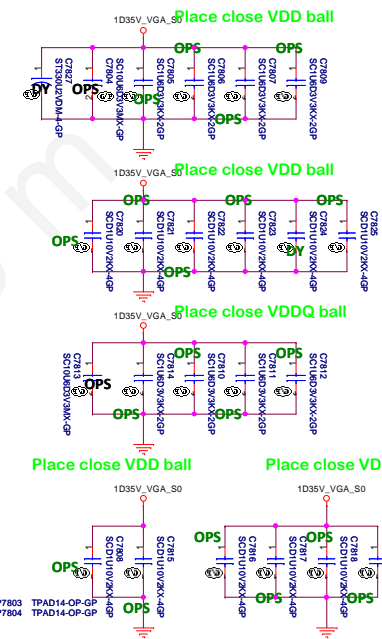 Place close VDD ball
1D35V_VGA_S0
OPS
OPS
C7827
ST330U2VDM-4-GP
DY
C7804
SC10U6D3V3MX-GP
OPS
C7805
SC1U6D3V3KX-2GP
OPS
C7806
SC1U6D3V3KX-2GP
C7807
SC1U6D3V3KX-2GP
OPS
C7809
SC1U6D3V3KX-2GP
Place close VDD ball
1D35V_VGA_S0
OPS
OPS
OPS
OPS
C7820
SCD1U10V2KX-4GP
C7821
SCD1U10V2KX-4GP
OPS
C7822
SCD1U10V2KX-4GP
C7823
SCD1U10V2KX-4GP
C7824
SCD1U10V2KX-4GP
DY
C7825
SCD1U10V2KX-4GP
Place close VDDQ ball
1D35V_VGA_S0
OPS
OPS
C7813
SC10U6D3V3MX-GP
OPS
C7814
SC1U6D3V3KX-2GP
OPS
C7810
SC1U6D3V3KX-2GP
C7811
SC1U6D3V3KX-2GP
OPS
C7812
SC1U6D3V3KX-2GP
Place close VDD ball
1D35V_VGA_S0
OPS
C7808
SCD1U10V2KX-4GP
C7815
SCD1U10V2KX-4GP
OPS
7803 TPAD14-OP-GP
7804 TPAD14-OP-GP
Place close VD
1D35V_VGA_S0
OPS
OPS
C7816
SCD1U10V2KX-4GP
C7817
SCD1U10V2KX-4GP
OPS
C7818
SCD1U10V2KX-4GP
OPS